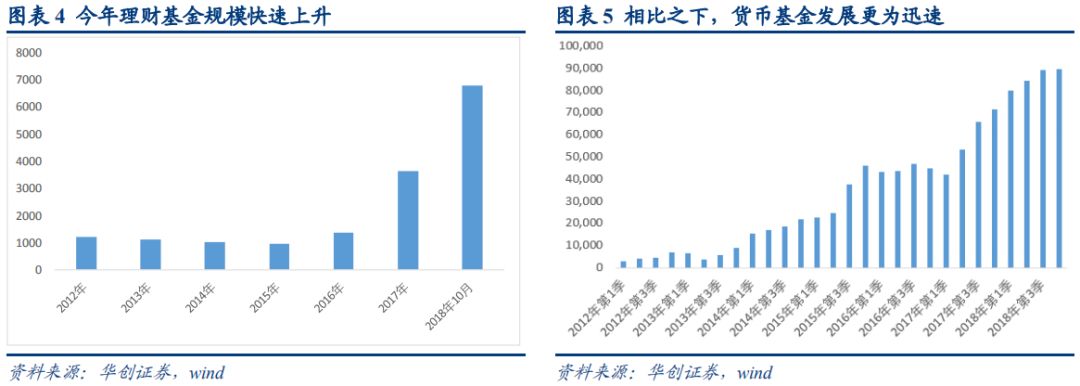 图表 4 今年理财基金规模快速上升
8000
7000
6000
5000
4000
3000
2000
1000
0
2012年
2013年
2014年
2015年
2016年
2017年
2018年10月
资料来源：华创证券，wind
图表 5 相比之下，货币基金发展更为迅速
100,000
90,000
80,000
70,000
60,000
50,000
40,000
30,000
20,000
10,000
0
2012年第1季
2012年第3季
2013年第1季
2013年第3季
2014年第1季
2014年第3季
2015年第1季
2015年第3季
2016年第1季
2016年第3季
2017年第1季
2017年第3季
2018年第1季
2018年第3季
资料来源：华创证券，wind